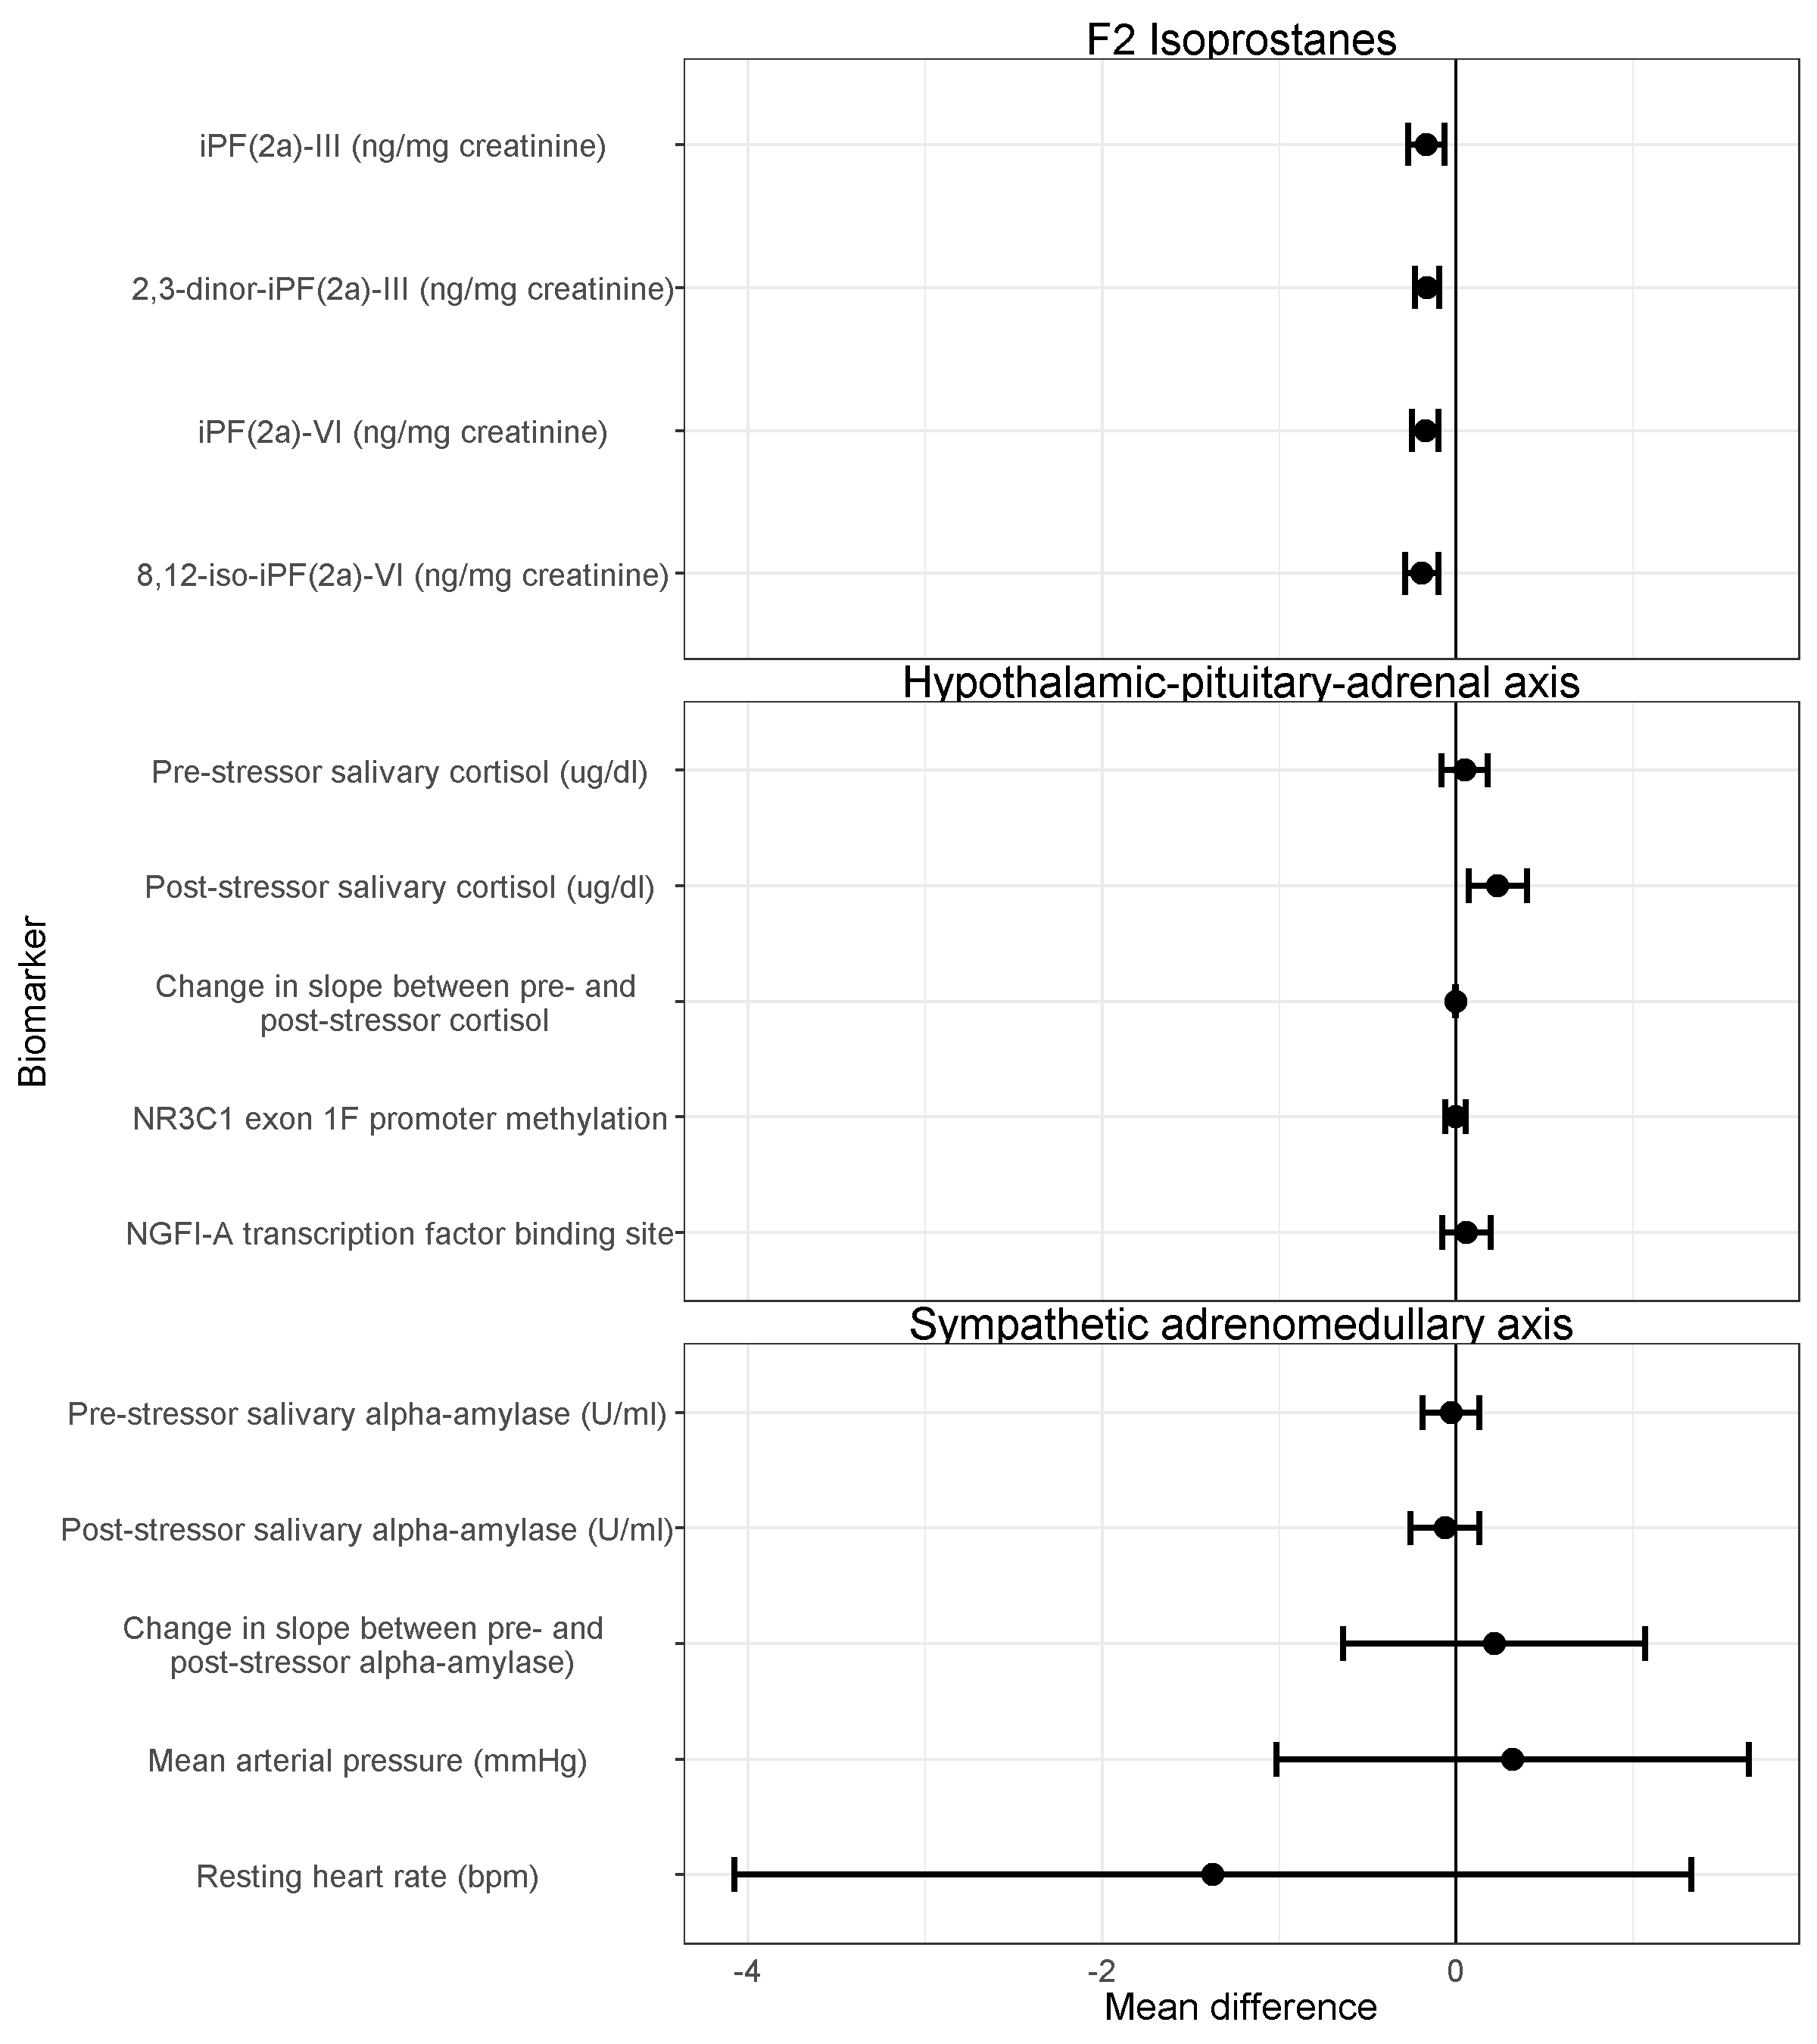 F2 Isoprostanes
iPF(2a)-III (ng/mg creatinine)
2,3-dinor-iPF(2a)-III (ng/mg creatinine)
iPF(2a)-VI (ng/mg creatinine)
8,12-iso-iPF(2a)-VI (ng/mg creatinine)
Hypothalamic-pituitary-adrenal axis
Pre-stressor salivary cortisol (ug/dl)
Post-stressor salivary cortisol (ug/dl)
Change in slope between pre- and
post-stressor cortisol
NR3C1 exon 1F promoter methylation
NGFI-A transcription factor binding site
Biomarker
Sympathetic adrenomedullary axis
Pre-stressor salivary alpha-amylase (U/ml)
Post-stressor salivary alpha-amylase (U/ml)
Change in slope between pre- and
post-stressor alpha-amylase)
Mean arterial pressure (mmHg)
Resting heart rate (bpm)
-4 -2 0
Mean difference